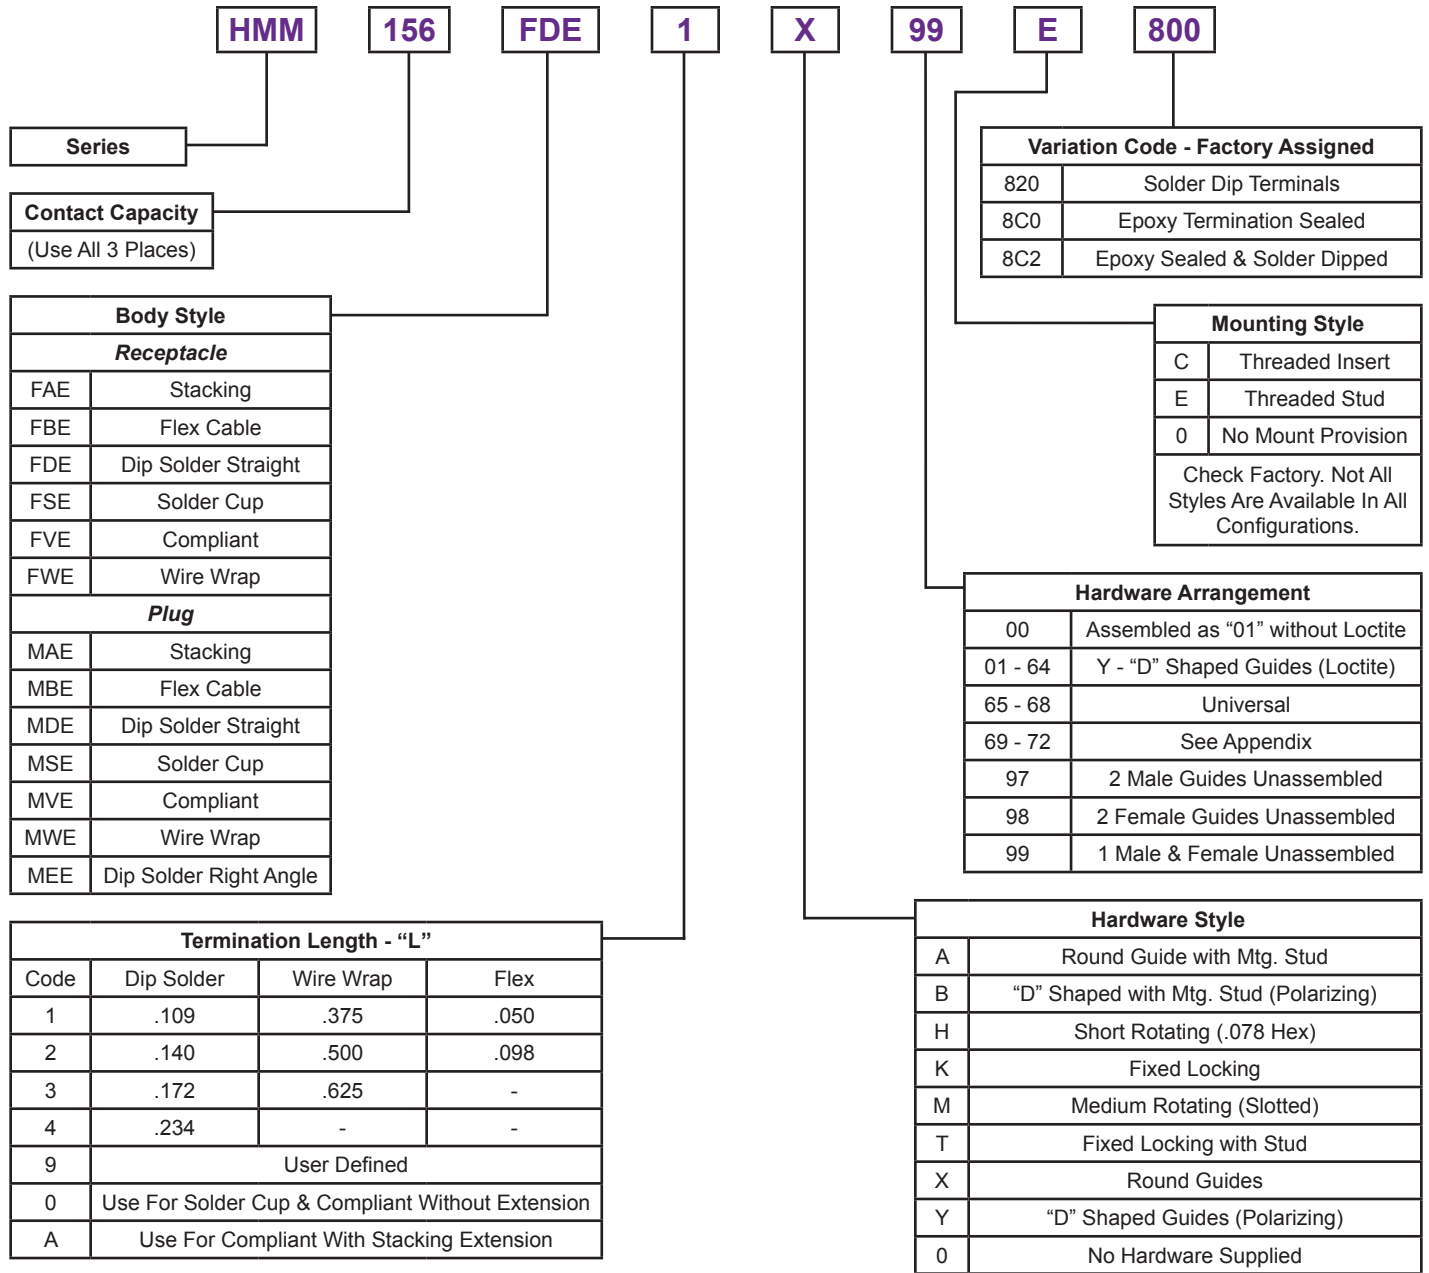 HMM 156 FDE 1 X 99 E 800
Series
Contact Capacity
(Use All 3 Places)
Body Style
Receptacle
FAE Stacking
FBE Flex Cable
FDE Dip Solder Straight
FSE Solder Cup
FVE Compliant
FWE Wire Wrap
Plug
MAE Stacking
MBE Flex Cable
MDE Dip Solder Straight
MSE Solder Cup
MVE Compliant
MWE Wire Wrap
MEE Dip Solder Right Angle
Termination Length - “L”
Code Dip Solder Wire Wrap Flex
1 .109 .375 .050
2 .140 .500 .098
3 .172 .625 -
4 .234 - -
9 User Defined
0 Use For Solder Cup & Compliant Without Extension
A Use For Compliant With Stacking Extension
Variation Code - Factory Assigned
820 Solder Dip Terminals
8C0 Epoxy Termination Sealed
8C2 Epoxy Sealed & Solder Dipped
Mounting Style
C Threaded Insert
E Threaded Stud
0 No Mount Provision
Check Factory. Not All
Styles Are Available In All
Configurations.
Hardware Arrangement
00 Assembled as “01” without Loctite
01 - 64 Y - “D” Shaped Guides (Loctite)
65 - 68 Universal
69 - 72 See Appendix
97 2 Male Guides Unassembled
98 2 Female Guides Unassembled
99 1 Male & Female Unassembled
Hardware Style
A Round Guide with Mtg. Stud
B “D” Shaped with Mtg. Stud (Polarizing)
H Short Rotating (.078 Hex)
K Fixed Locking
M Medium Rotating (Slotted)
T Fixed Locking with Stud
X Round Guides
Y “D” Shaped Guides (Polarizing)
0 No Hardware Supplied